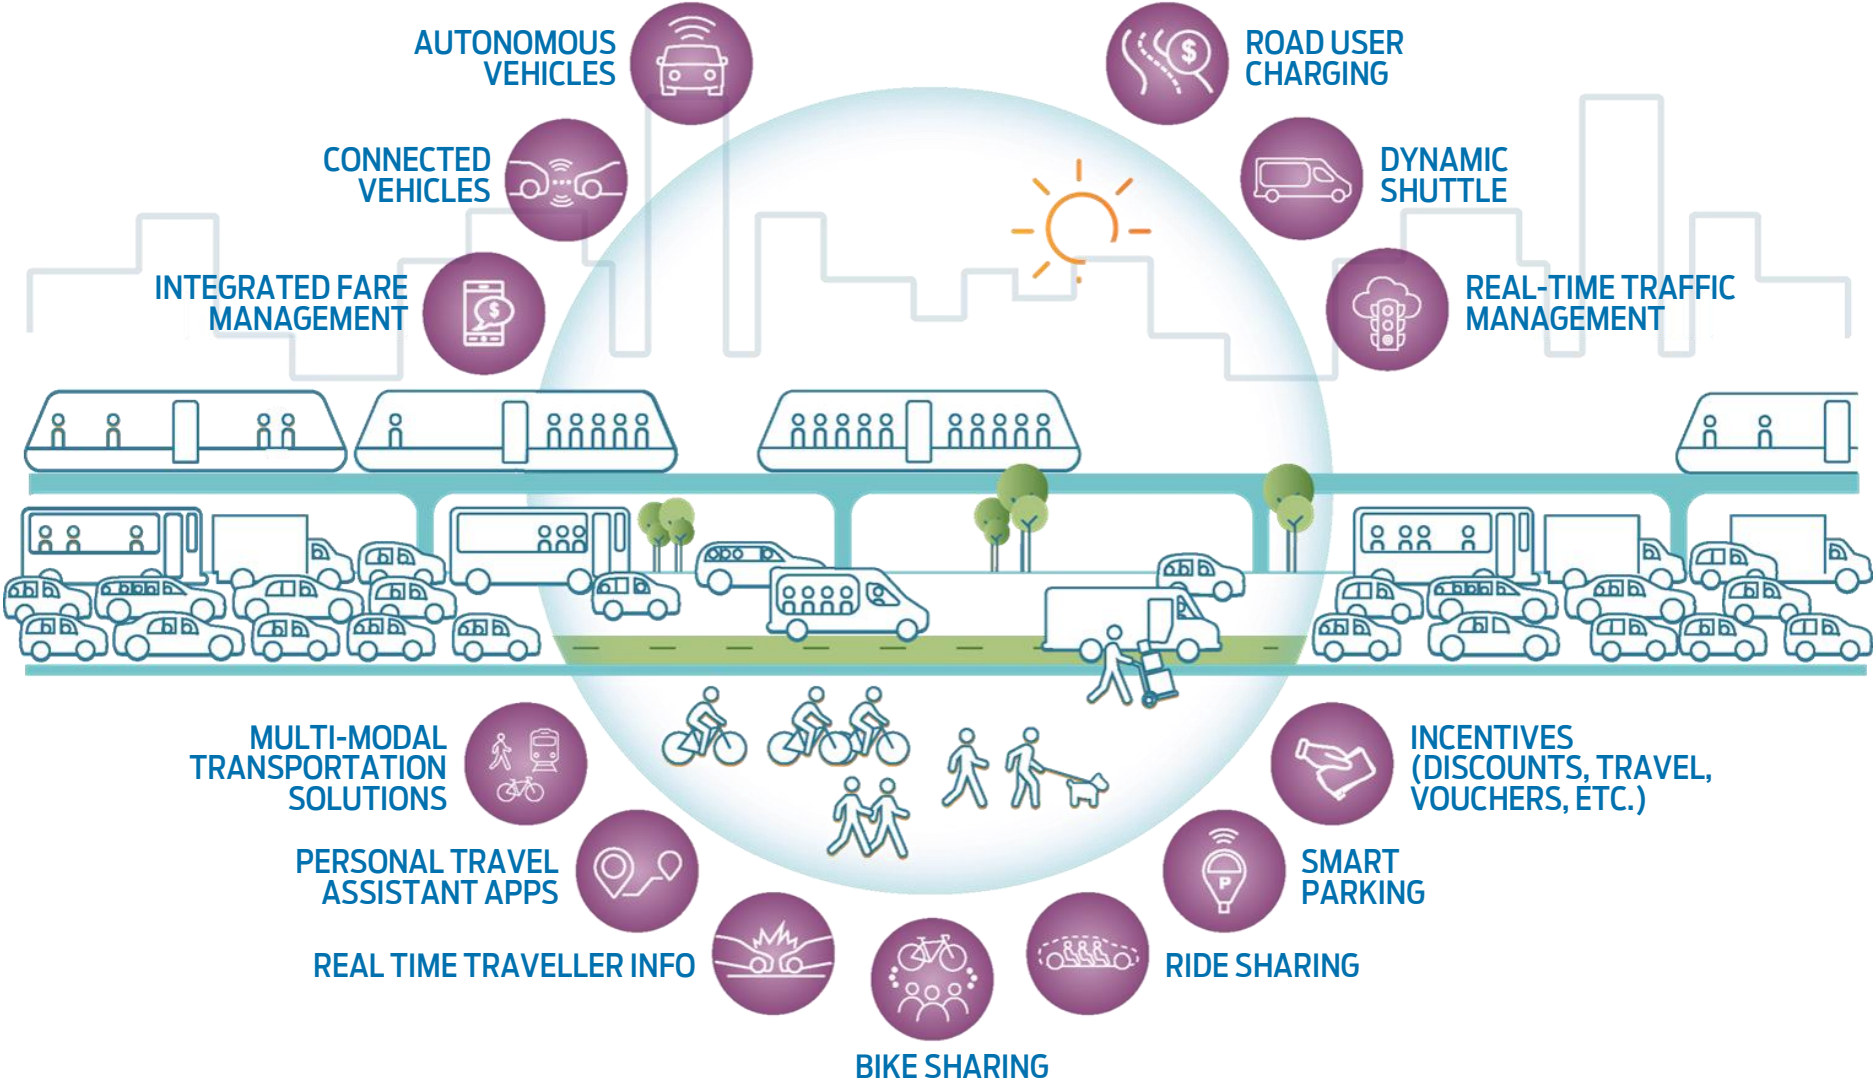 AUTONOMOUS
VEHICLES
ROAD USER
CHARGING
$
CONNECTED
VEHICLES
DYNAMIC
SHUTTLE
INTEGRATED FARE
MANAGEMENT
$
REAL-TIME TRAFFIC
MANAGEMENT
MULTI-MODAL
TRANSPORTATION
SOLUTIONS
INCENTIVES
(DISCOUNTS, TRAVEL,
VOUCHERS, ETC.)
PERSONAL TRAVEL
ASSISTANT APPS
P
SMART
PARKING
REAL TIME TRAVELLER INFO
RIDE SHARING
BIKE SHARING